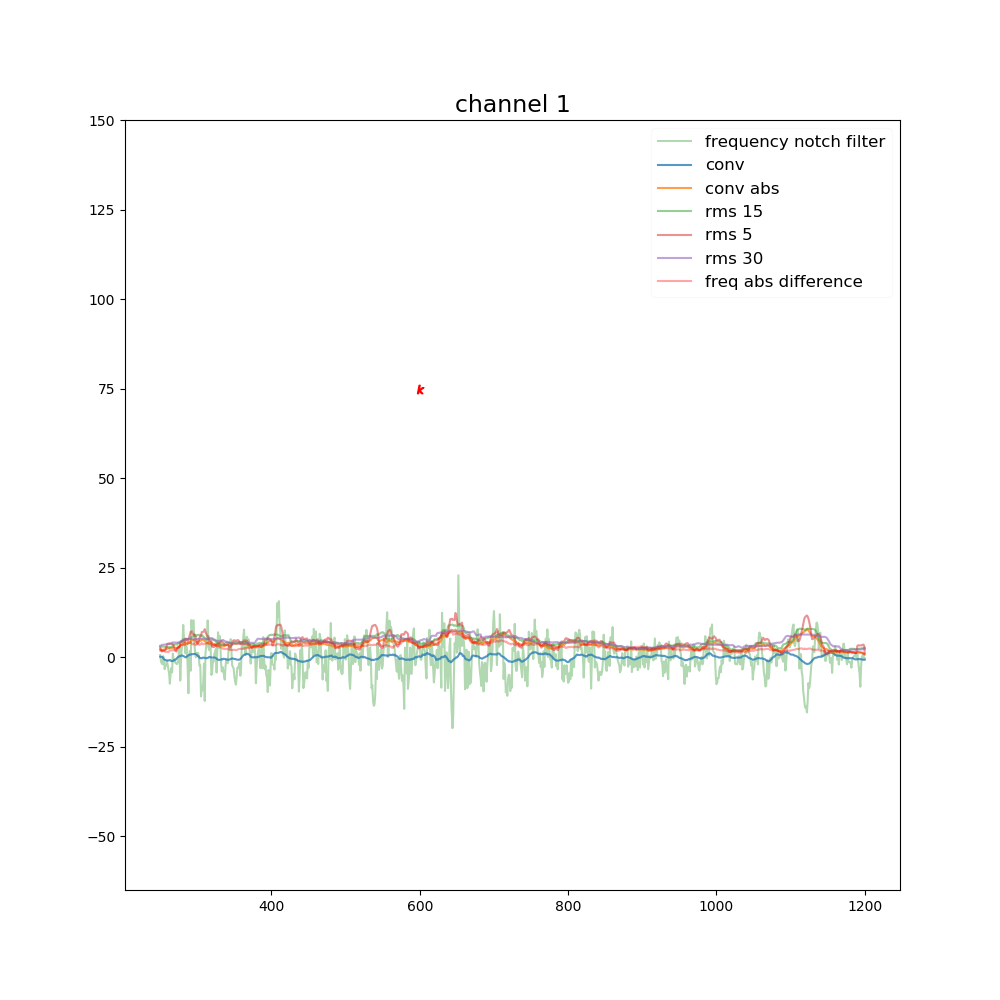 channel 1
150
125
100
75
50
25
0
−25
−50
frequency notch filter
conv
conv abs
rms 15
rms 5
rms 30
freq abs difference
k
400 600 800 1000 1200